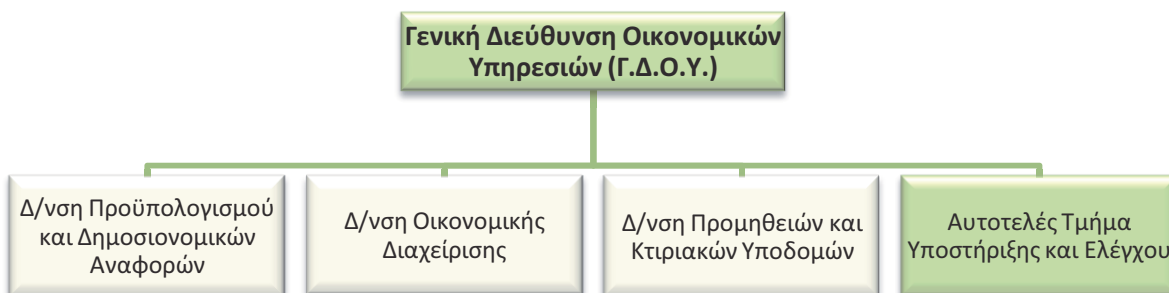 Γενική Διεύθυνση Οικονομικών
Υπηρεσιών (Γ.Δ.Ο.Υ.)
Δ/νση Προϋπολογισμού
και Δημοσιονομικών
Αναφορών
Δ/νση Οικονομικής
Διαχείρισης
Δ/νση Προμηθειών και
Κτιριακών Υποδομών
Αυτοτελές Τμήμα
Υποστήριξης και Ελέγχου